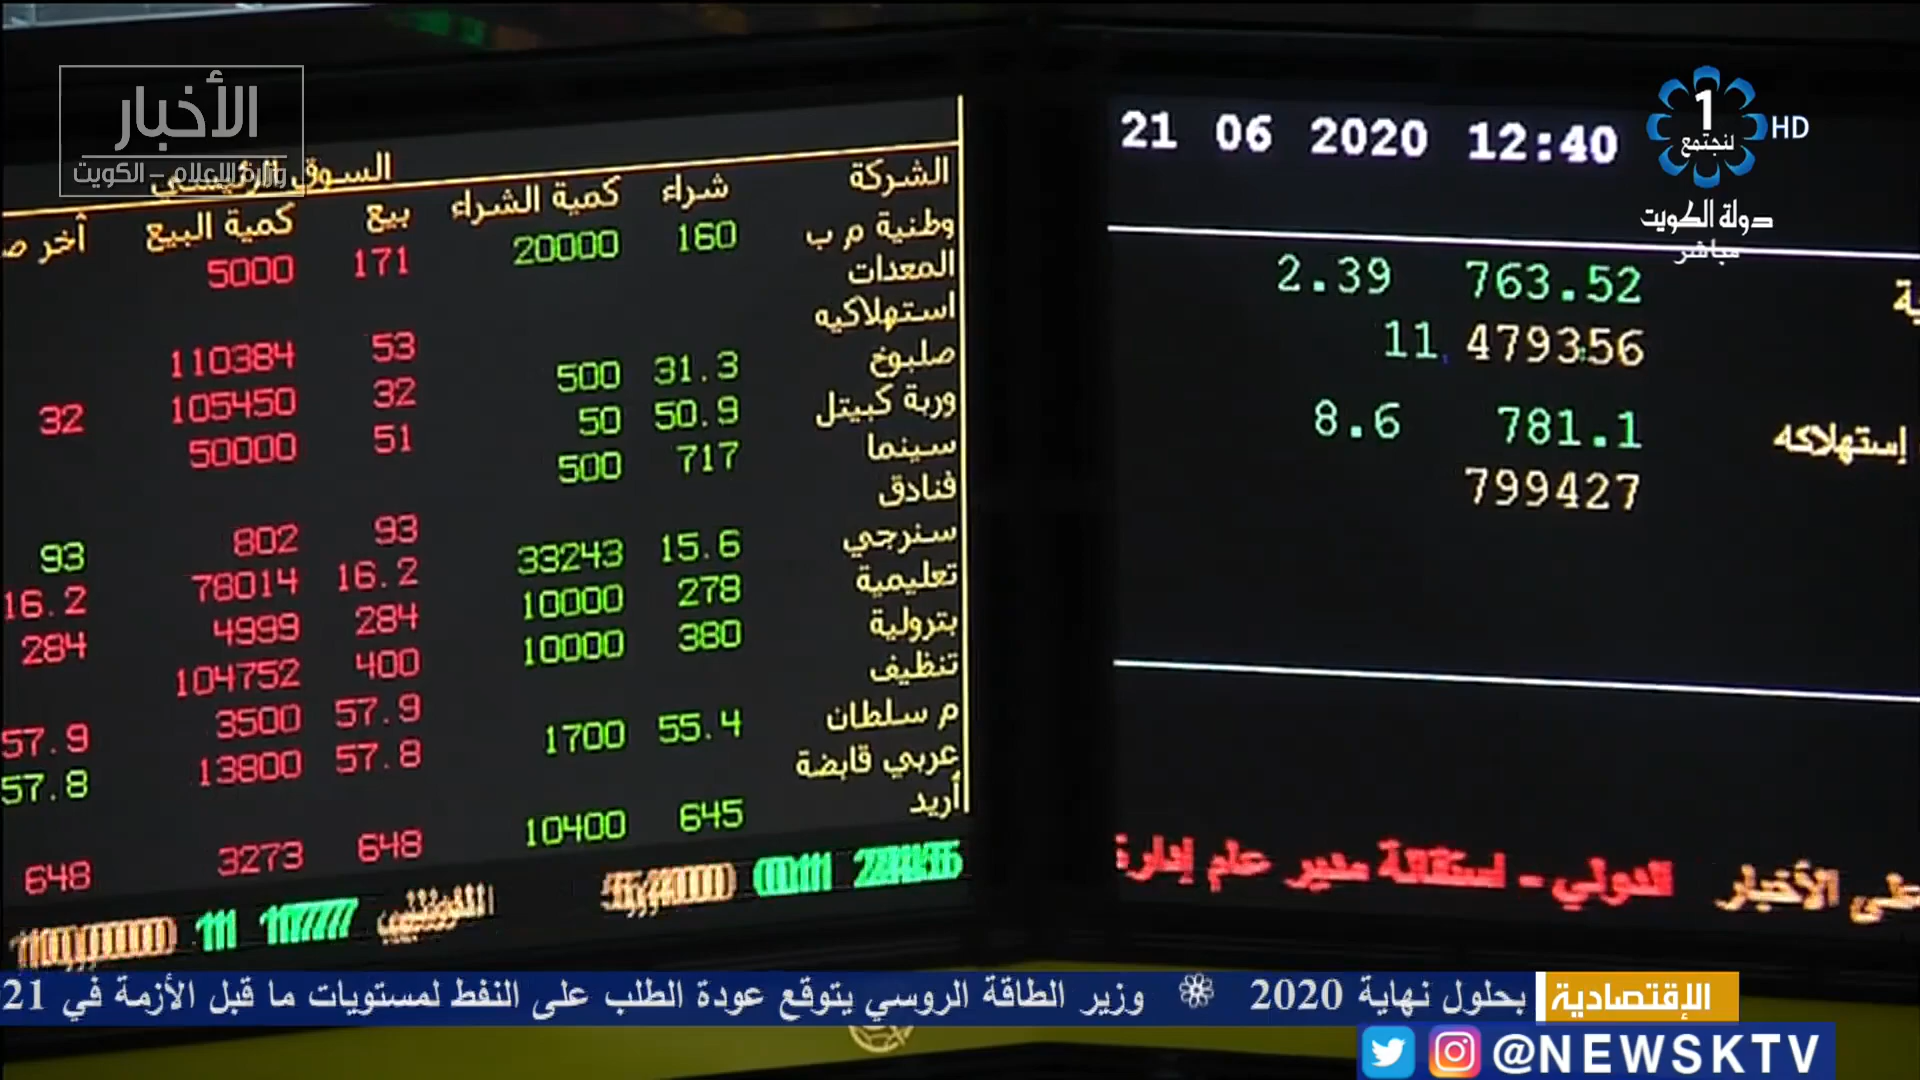 الأخبار
وزارة الإعلام - الكويت
1
لنجتمع
HD
دولة الكويت
مباشر
21 06 2020 12:40
السوق الرئيسي
الشركة شراء كمية الشراء بيع كمية البيع آخر
وطنية م ب 160 20000 171 5000
المعدات
استهلاكيه 53 110384
صلبوخ 31.3 500 32 105450 32
وربة كبيتل 50.9 50 51 50000
سينما 717 500
فنادق 93 802 93
سنرجي 15.6 33243 16.2 78014 16.2
تعليمية 278 10000 284 4999 284
بترولية 380 10000 400 104752
تنظيف 57.9 3500 57.9
م سلطان 55.4 1700 57.8 13800 57.8
عربي قابضة
أريد 645 10400 648 3273 648
763.52 2.39
479356 11
إستهلاكه 781.1 8.6
799427
على الأخبار الدولي - استقالة مدير عام إدارة
الإقتصادية
بحلول نهاية 2020 وزير الطاقة الروسي يتوقع عودة الطلب على النفط لمستويات ما قبل الأزمة في 21
@NEWSKTV